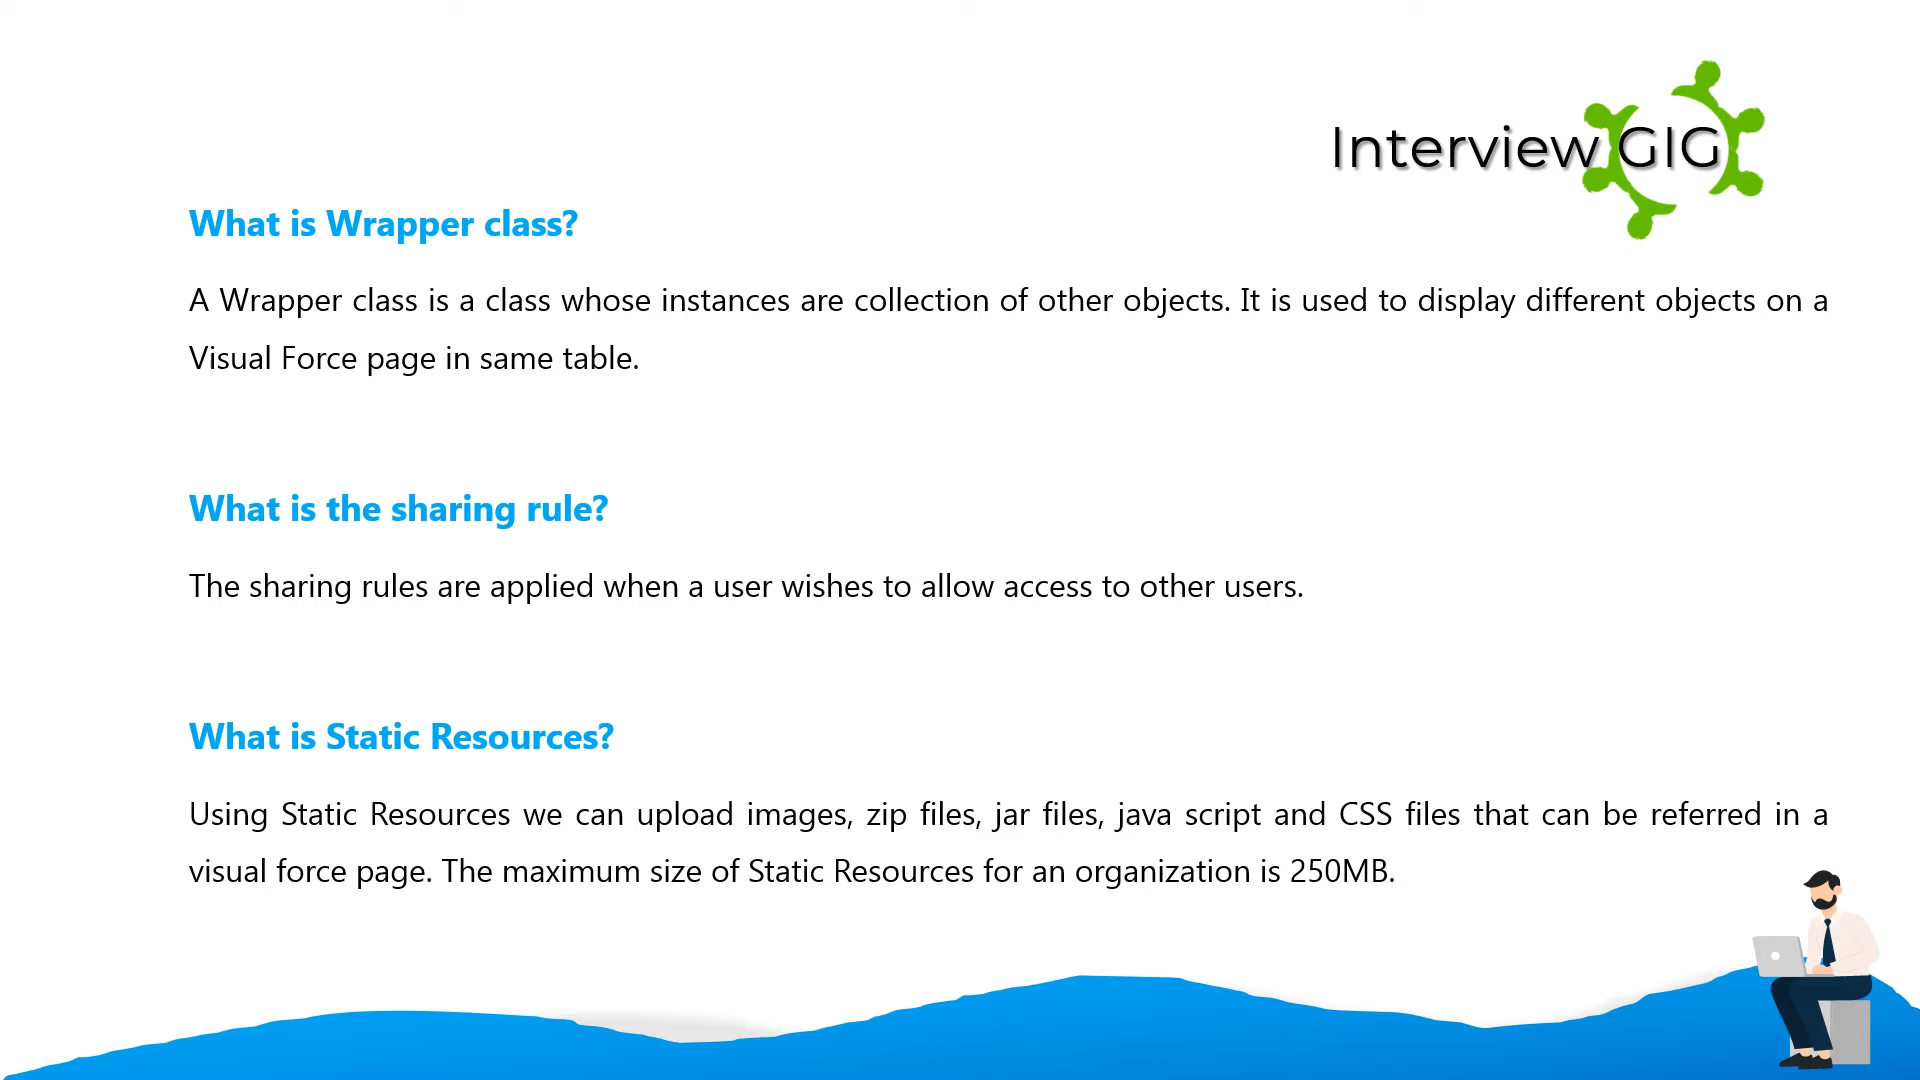 Interview GIG
What is Wrapper class?
A Wrapper class is a class whose instances are collection of other objects. It is used to display different objects on a
Visual Force page in same table.
What is the sharing rule?
The sharing rules are applied when a user wishes to allow access to other users.
What is Static Resources?
Using Static Resources we can upload images, zip files, jar files, java script and CSS files that can be referred in a
visual force page. The maximum size of Static Resources for an organization is 250MB.